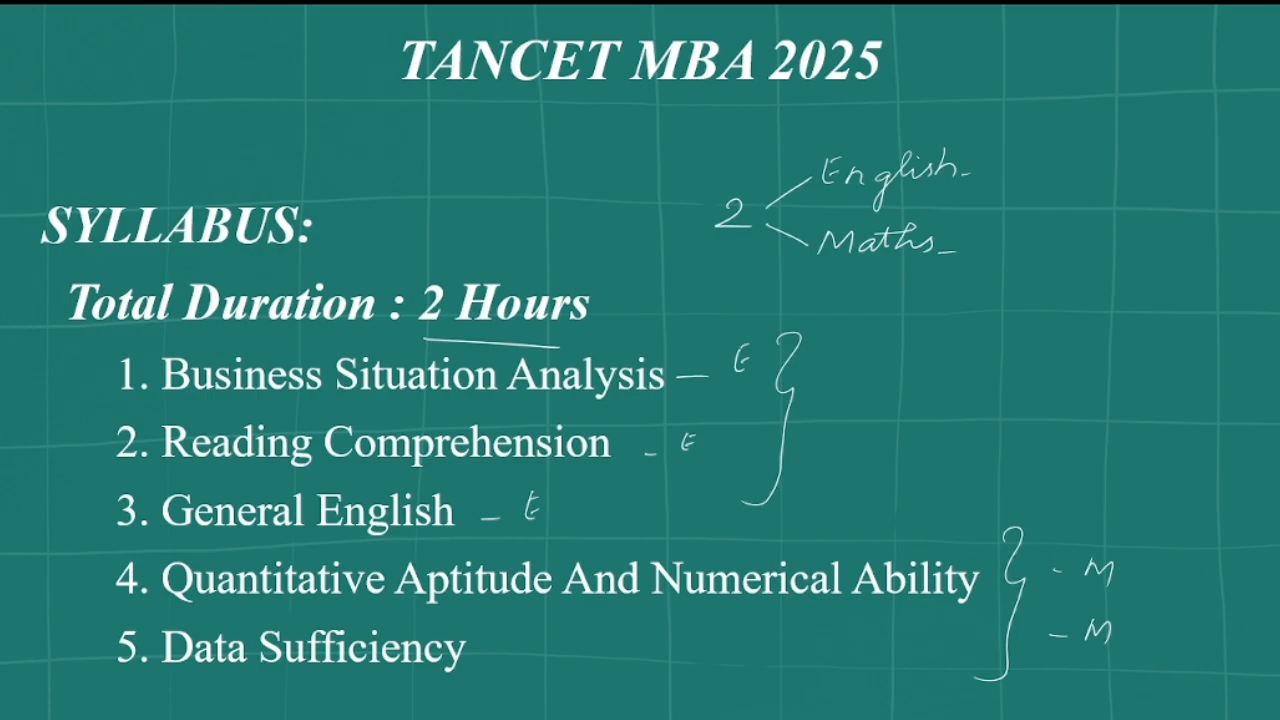 TANCET MBA 2025
2 English
Maths
SYLLABUS:
Total Duration : 2 Hours
1. Business Situation Analysis – E
2. Reading Comprehension - E
3. General English – E
4. Quantitative Aptitude And Numerical Ability - M
5. Data Sufficiency – M